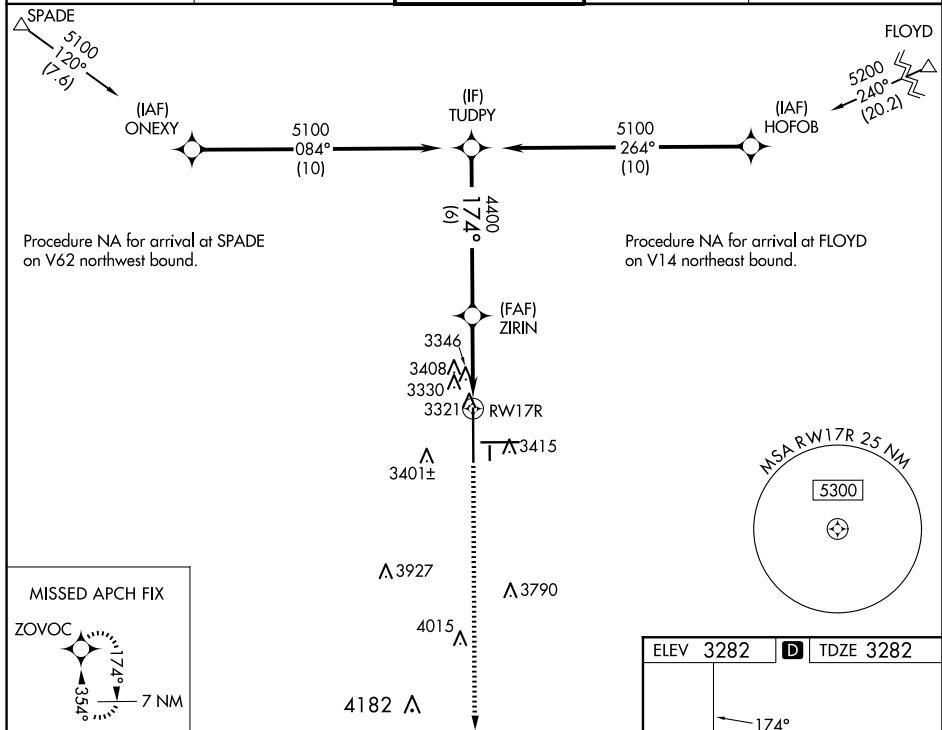 SPADE
5100
120°
(7.6)
FLOYD
5200
240°
(20.2)
(IAF)
ONEXY
(IF)
TUDPY
(IAF)
HOFOB
5100
084°
(10)
5100
264°
(10)
4400
174°
(6)
Procedure NA for arrival at SPADE
on V62 northwest bound.
Procedure NA for arrival at FLOYD
on V14 northeast bound.
(FAF)
ZIRIN
3346
3408
3330
3321
RW17R
3415
3401±
MSA RW17R 25 NM
5300
3927
3790
4015
4182
MISSED APCH FIX
ZOVOC
174°
354°
7 NM
ELEV 3282 D TDZE 3282
174°